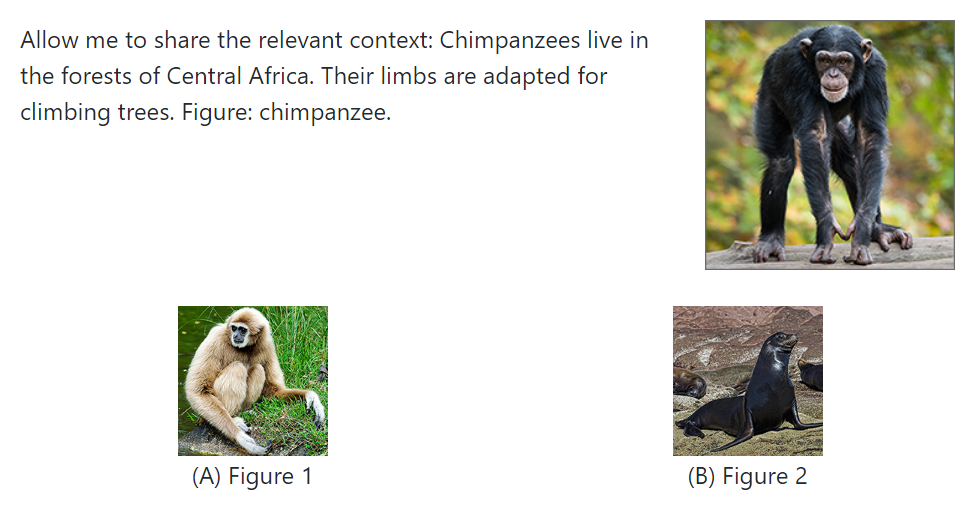 Allow me to share the relevant context: Chimpanzees live in
the forests of Central Africa. Their limbs are adapted for
climbing trees. Figure: chimpanzee.
(A) Figure 1
(B) Figure 2